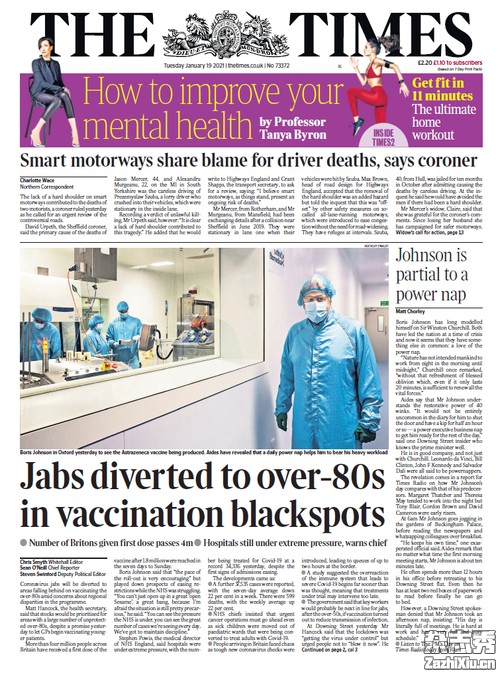 THE TIMES
Tuesday January 19 2021 | thetimes.co.uk | No 73372
£2.20 £1.10 to subscribers
How to improve your
mental health by Professor
Tanya Byron
Get fit in
11 minutes
The ultimate
home
workout
INSIDE
TIMES2
Smart motorways share blame for driver deaths, says coroner
Charlotte Wace
Northern Correspondent
The lack of a hard shoulder on smart
motorways contributed to the deaths of
two motorists, a coroner ruled yesterday
as he called for an urgent review of the
controversial roads.
David Urpeth, the Sheffield coroner,
said the primary cause of the deaths of
Jason Mercer, 44, and Alexandru
Murgeanu, 22, on the M1 in South
Yorkshire was the careless driving of
Prezemyslaw Szuba, a lorry driver who
crashed into their vehicles, which were
stationary in the inside lane.
Recording a verdict of unlawful kill-
ing, Mr Urpeth said, however: "It is clear
a lack of hard shoulder contributed to
this tragedy." He added that he would
write to Highways England and Grant
Shapps, the transport secretary, to ask
for a review, saying: "I believe smart
motorways, as things stand, present an
ongoing risk of deaths."
Mr Mercer, from Rotherham, and Mr
Murgeanu, from Mansfield, had been
exchanging details after a collision near
Sheffield in June 2019. They were
stationary in lane one when their
vehicles were hit by Szuba. Max Brown,
head of road design for Highways
England, accepted that the removal of
the hard shoulder was an added hazard
but told the inquest that this was "off-
set" by other safety measures on so-
called all-lane-running motorways,
which were introduced to ease conges-
tion without the need for road-widening.
They have refuges at intervals. Szuba,
40, from Hull, was jailed for ten months
in October after admitting causing the
deaths by careless driving. At the in-
quest he said he could have avoided the
men if there had been a hard shoulder.
Mr Mercer's widow, Claire, said that
she was grateful for the coroner's com-
ments. Since losing her husband she
has campaigned for safer motorways.
Widow's call for action, page 12
Boris Johnson in Oxford yesterday to see the Astrazeneca vaccine being produced. Aides have revealed that a daily power nap helps him to bear his heavy workload
Johnson is
partial to a
power nap
Matt Chorley
Boris Johnson has long modelled
himself on Sir Winston Churchill. Both
have led the nation at a time of crisis
and now it seems that they have some-
thing else in common: a love of the
power nap.
"Nature has not intended mankind to
work from eight in the morning until
midnight," Churchill once remarked,
"without that refreshment of blessed
oblivion which, even if it only lasts
20 minutes, is sufficient to renew all the
vital forces."
Aides say that Mr Johnson under-
stands the restorative power of 40
winks. "It would not be entirely
uncommon in the diary for him to shut
the door and have a kip for half an hour
or so — a power executive business nap
to get him ready for the rest of the day,"
said one Downing Street insider who
knows the prime minister well.
He is in good company, and not just
with Churchill. Leonardo da Vinci, Bill
Clinton, John F Kennedy and Salvador
Dalí were all said to be powernappers.
The revelation comes in a report for
Times Radio on how Mr Johnson's
day compares with that of his predeces-
sors. Margaret Thatcher and Theresa
May tended to work into the night but
Tony Blair, Gordon Brown and David
Cameron were early risers.
At 6am Mr Johnson goes jogging in
the gardens of Buckingham Palace,
before reading the newspapers and
whatsapping colleagues over breakfast.
"He keeps his own time," one exas-
perated official said. Aides remark that
no matter what time the first morning
meeting starts, Mr Johnson is about ten
minutes late.
He often spends more than 12 hours
in his office before returning to his
Downing Street flat. Even then he
has at least two red boxes of paperwork
to read before finally he can go
to bed.
However, a Downing Street spokes-
man denied that Mr Johnson took an
afternoon nap, insisting: "His day is
literally full of meetings. He is hard at
work and
schedule."
Listen to The
Times Radio
Jabs diverted to over-80s
in vaccination blackspots
● Number of Britons given first dose passes 4m ● Hospitals still under extreme pressure, warns chief
Chris Smyth Whitehall Editor
Sean O'Neill Chief Reporter
Steven Swinford Deputy Political Editor
Coronavirus jabs will be diverted to
areas falling behind on vaccinating the
over-80s amid concerns about regional
disparities in the programme.
Matt Hancock, the health secretary,
said that stocks would be prioritised for
areas with a large number of unprotect-
ed over-80s, despite a promise yester-
day to let GPs begin vaccinating young-
er patients.
More than four million people across
Britain have received a first dose of the
vaccine after 1.8 million were reached in
the seven days to Sunday.
Boris Johnson said that "the pace of
the roll-out is very encouraging" but
played down prospects of easing re-
strictions while the NHS was struggling.
"You can't just open up in a great open
Sesame, in a great bang, because I'm
afraid the situation is still pretty precar-
ious," he said. "You can see the pressure
the NHS is under, you can see the great
number of cases we're seeing every day.
We've got to maintain discipline."
Stephen Powis, the medical director
of NHS England, said hospitals were
under extreme pressure, with the num-
ber being treated for Covid-19 at
a record 34,336 yesterday, despite the
first signs of admissions easing.
The developments came as:
● A further 37,535 cases were reported,
with the seven-day average down
22 per cent in a week. There were 599
deaths, with the weekly average up
22 per cent.
● NHS chiefs insisted that urgent
cancer operations must go ahead even
as sick children were moved out of
paediatric wards that were being con-
verted to treat adults with Covid-19.
● People arriving in Britain faced chaos
as tough new coronavirus checks were
introduced, leading to queues of up to
two hours at the border.
● A study suggested the overreaction
of the immune system that leads to
severe Covid-19 begins far sooner than
was thought, meaning that treatments
under trial may intervene too late.
● The government said that key workers
would probably be next in line for jabs,
after the over-50s, if vaccination turned
out to reduce transmission of infection.
At Downing Street yesterday Mr
Hancock said that the lockdown was
"getting the virus under control" but
urged people not to "blow it now". He
Continued on page 2, col 3
杂志秀
ZaZhiXiu.Com